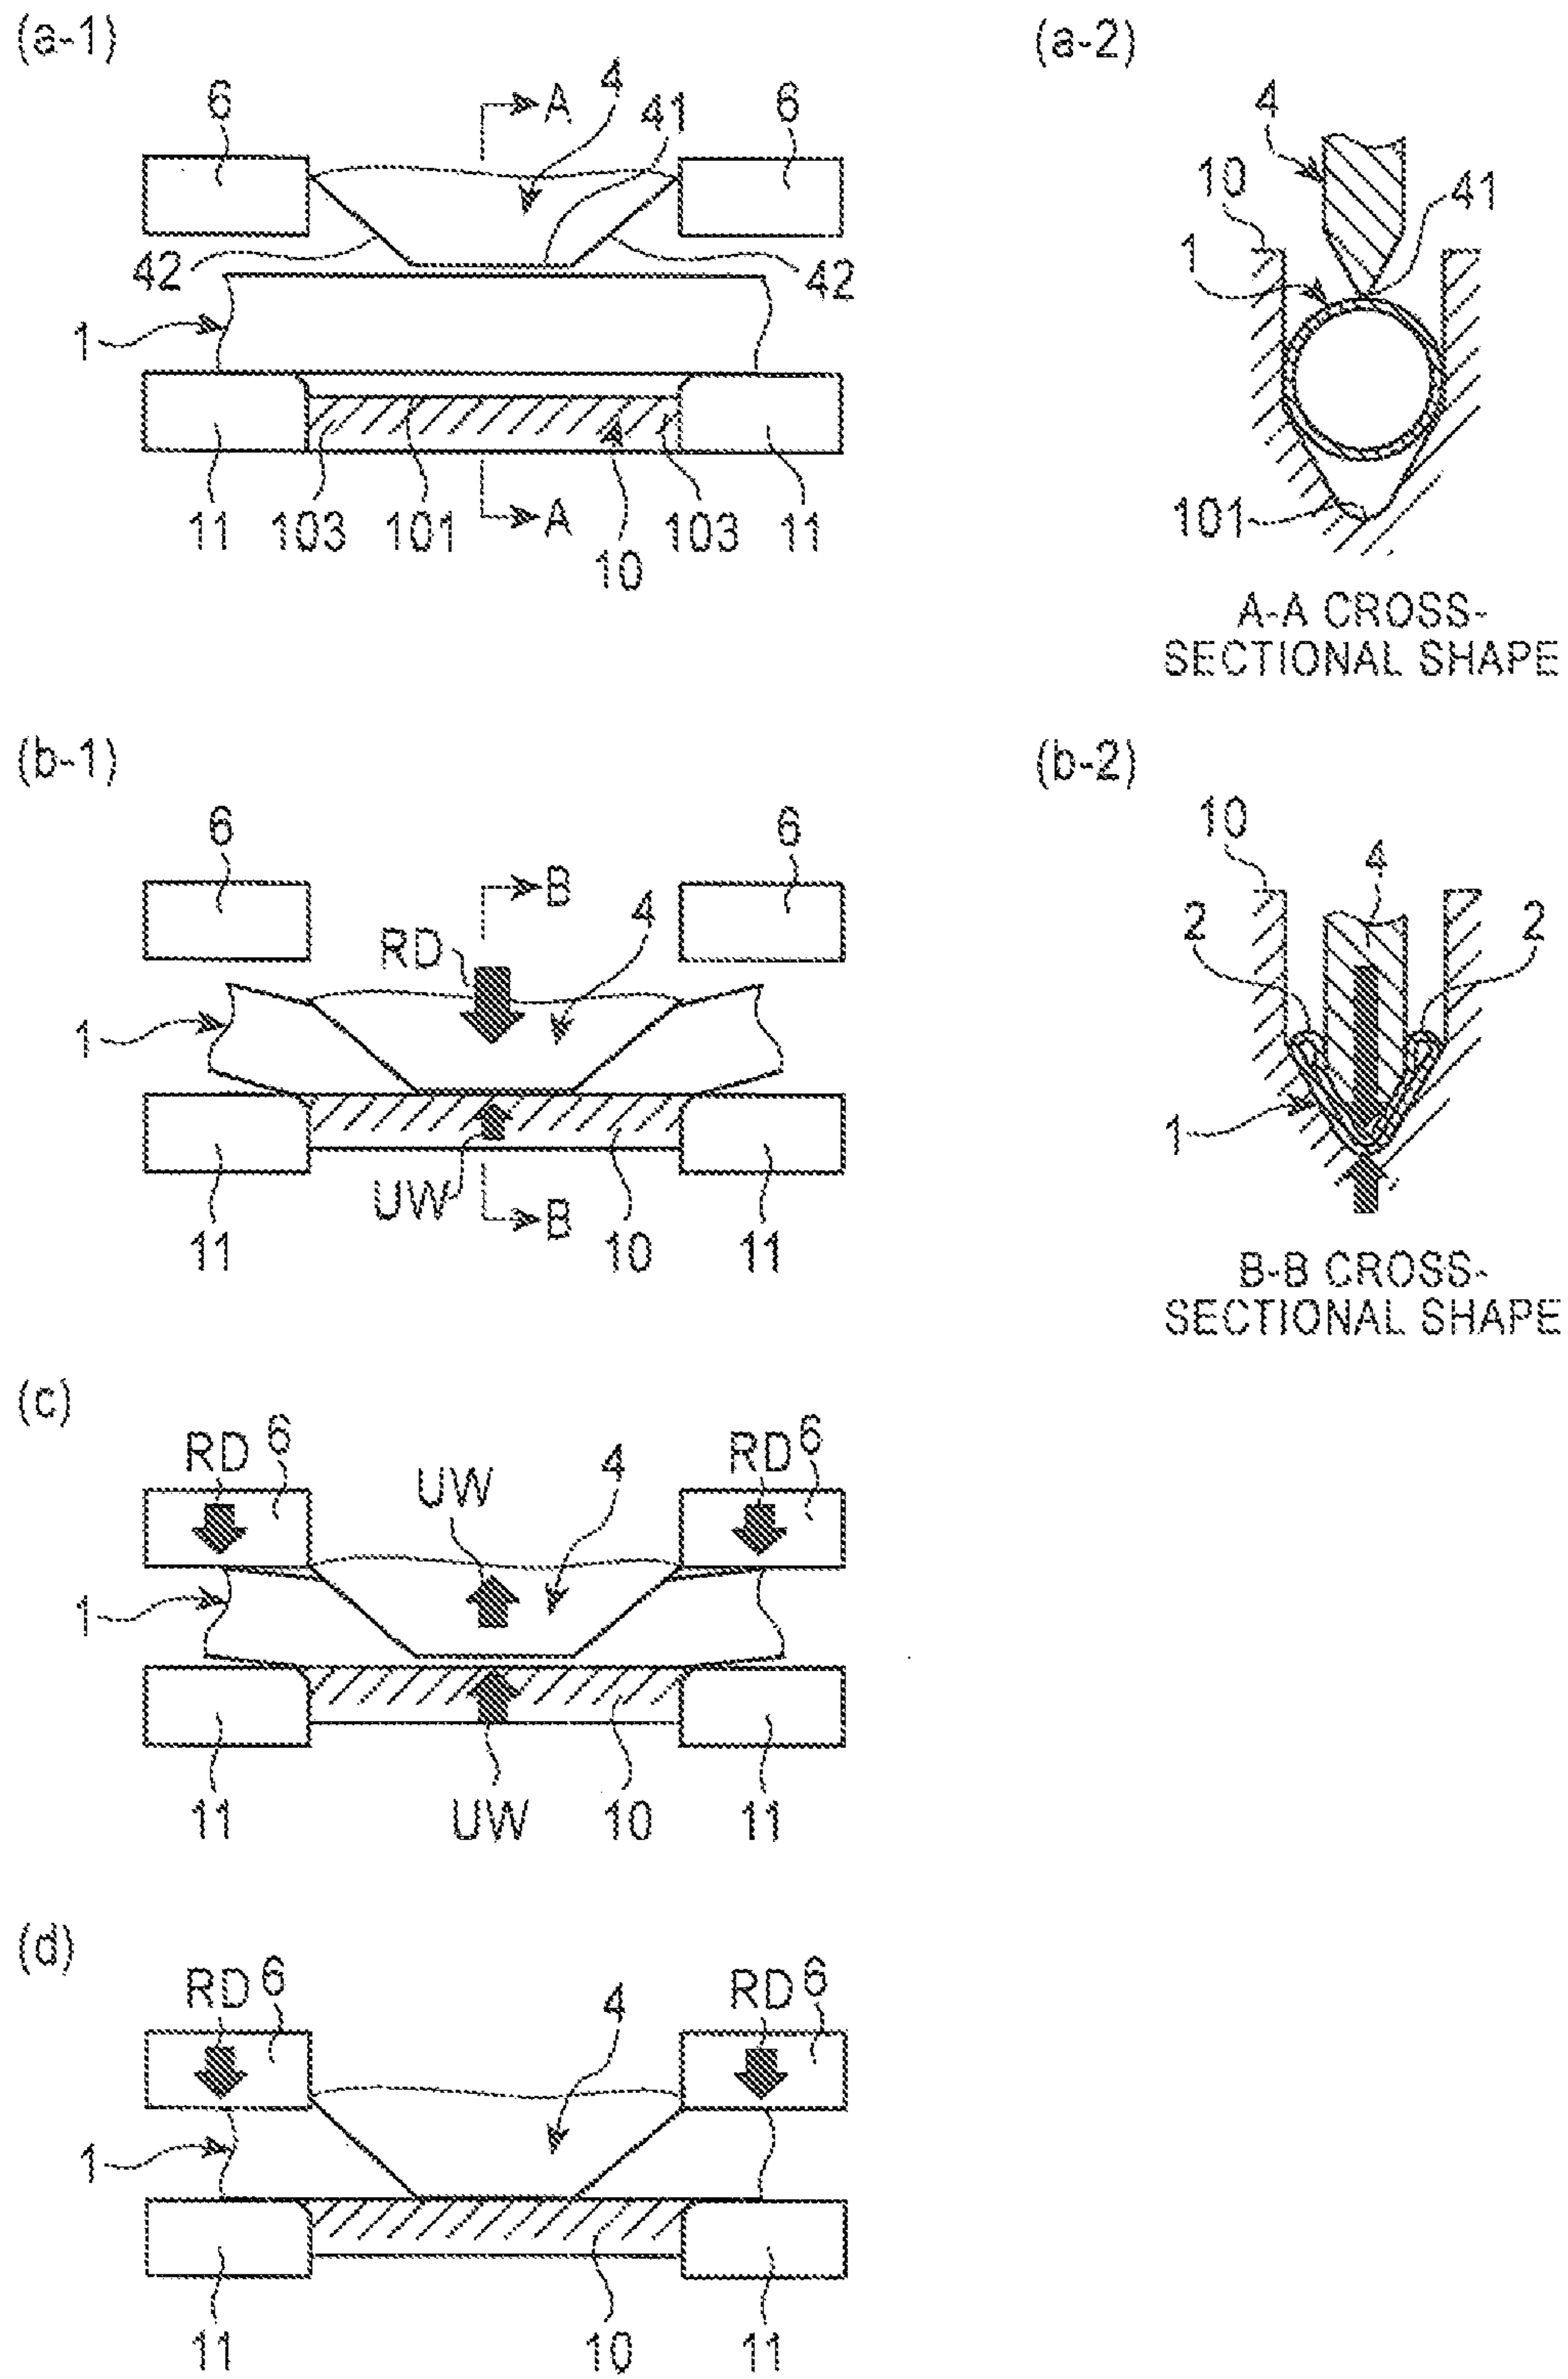 (a-1)
(a-2)
6
A
4
41
6
42
42
1
11
103
101
A
10
103
11
4
10
41
1
101
A-A CROSS-
SECTIONAL SHAPE
(b-1)
(b-2)
6
B
4
6
RD
1
UW
B
11
10
11
10
4
2
2
1
B-B CROSS-
SECTIONAL SHAPE
(c)
RD 6
UW
4
RD 6
1
11
UW
10
11
(d)
RD 6
4
RD 6
1
11
10
11